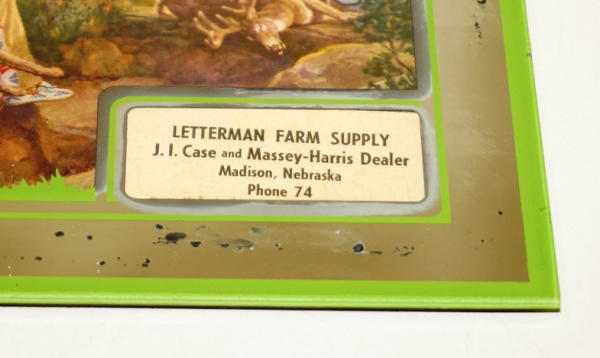 LETTERMAN FARM SUPPLY
J. I. Case and Massey-Harris Dealer
Madison, Nebraska
Phone 74